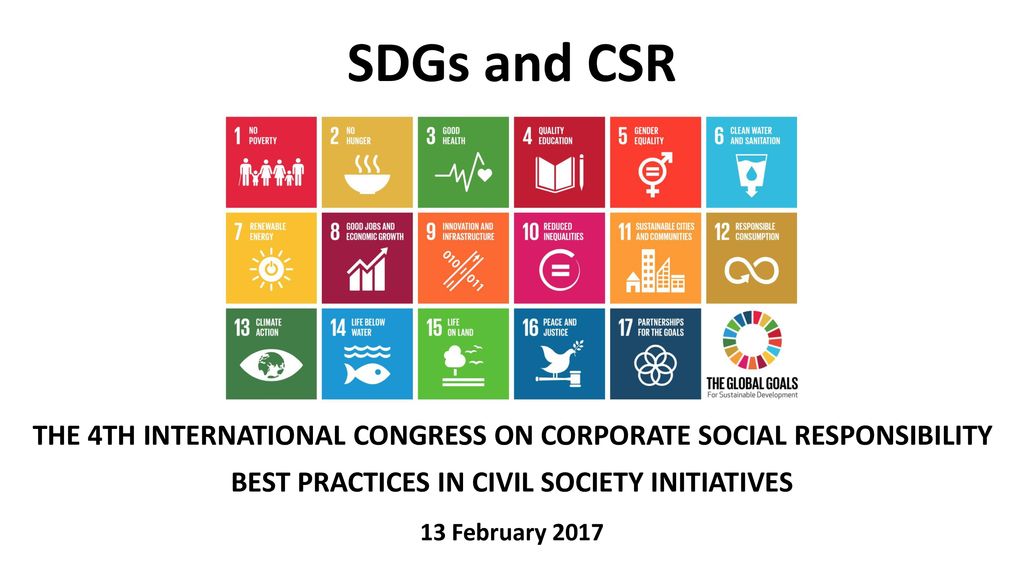 SDGs and CSR
1 NO
POVERTY
2 NO
HUNGER
3 GOOD
HEALTH
4 QUALITY
EDUCATION
5 GENDER
EQUALITY
6 CLEAN WATER
AND SANITATION
7 RENEWABLE
ENERGY
8 GOOD JOBS AND
ECONOMIC GROWTH
9 INNOVATION AND
INFRASTRUCTURE
010
011
10 REDUCED
INEQUALITIES
11 SUSTAINABLE CITIES
AND COMMUNITIES
12 RESPONSIBLE
CONSUMPTION
13 CLIMATE
ACTION
14 LIFE BELOW
WATER
15 LIFE
ON LAND
16 PEACE AND
JUSTICE
17 PARTNERSHIPS
FOR THE GOALS
THE GLOBAL GOALS
For Sustainable Development
THE 4TH INTERNATIONAL CONGRESS ON CORPORATE SOCIAL RESPONSIBILITY
BEST PRACTICES IN CIVIL SOCIETY INITIATIVES
13 February 2017